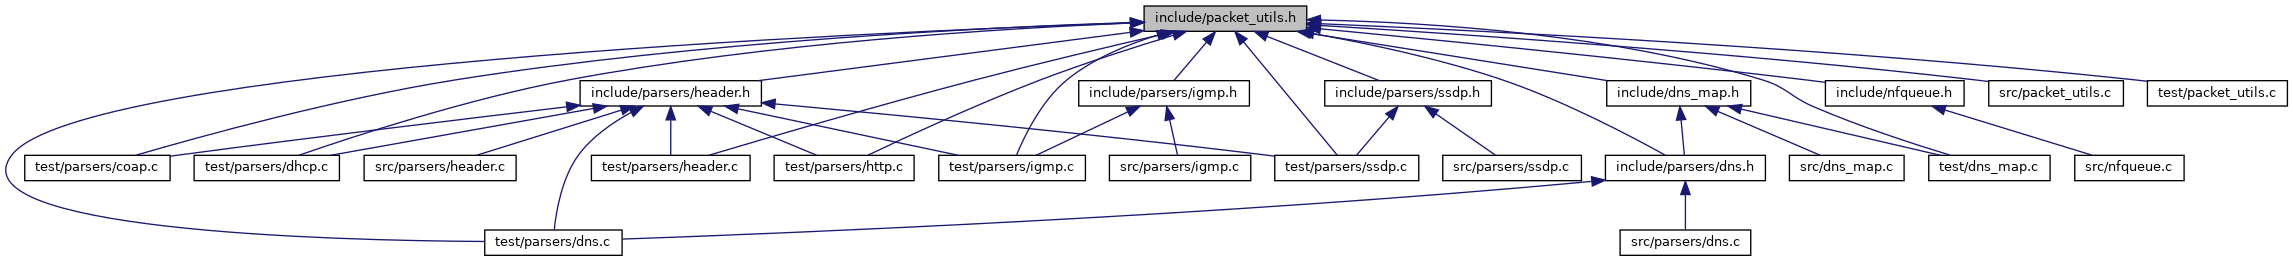 include/packet_utils.h
include/parsers/header.h
include/parsers/igmp.h
include/parsers/ssdp.h
include/dns_map.h
include/nfqueue.h
src/packet_utils.c
test/packet_utils.c
test/parsers/coap.c
test/parsers/dhcp.c
src/parsers/header.c
test/parsers/header.c
test/parsers/http.c
test/parsers/igmp.c
src/parsers/igmp.c
test/parsers/ssdp.c
src/parsers/ssdp.c
include/parsers/dns.h
src/dns_map.c
test/dns_map.c
src/nfqueue.c
test/parsers/dns.c
src/parsers/dns.c